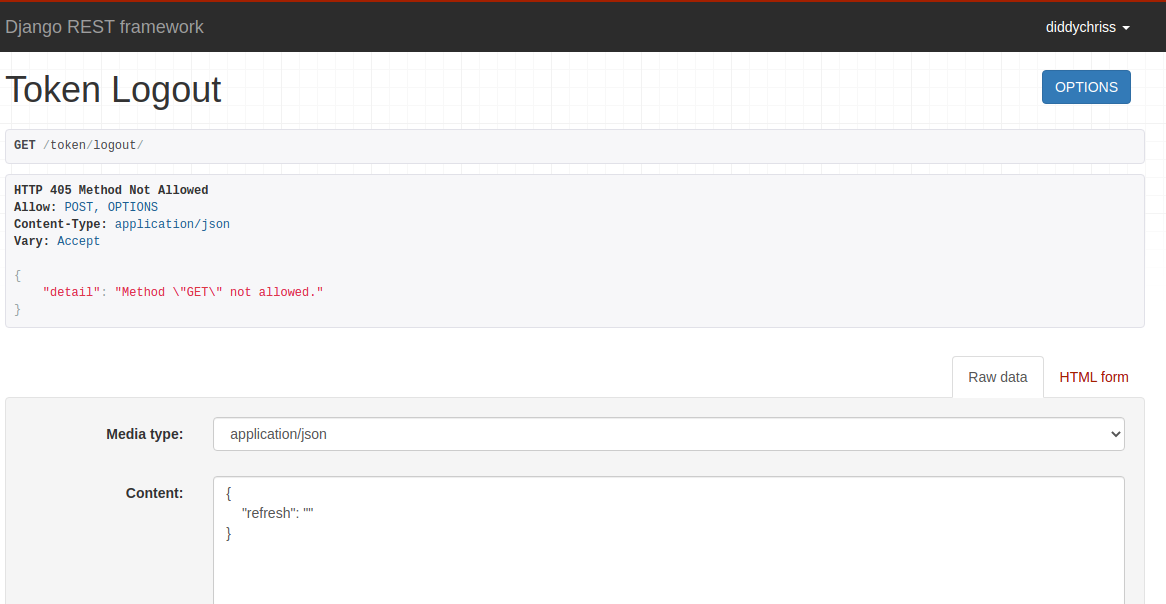 Django REST framework
diddychriss
Token Logout
OPTIONS
GET /token/logout/
HTTP 405 Method Not Allowed
Allow: POST, OPTIONS
Content-Type: application/json
Vary: Accept
{
    "detail": "Method \"GET\" not allowed."
}
Raw data
HTML form
Media type:
application/json
Content:
{
    "refresh": ""
}